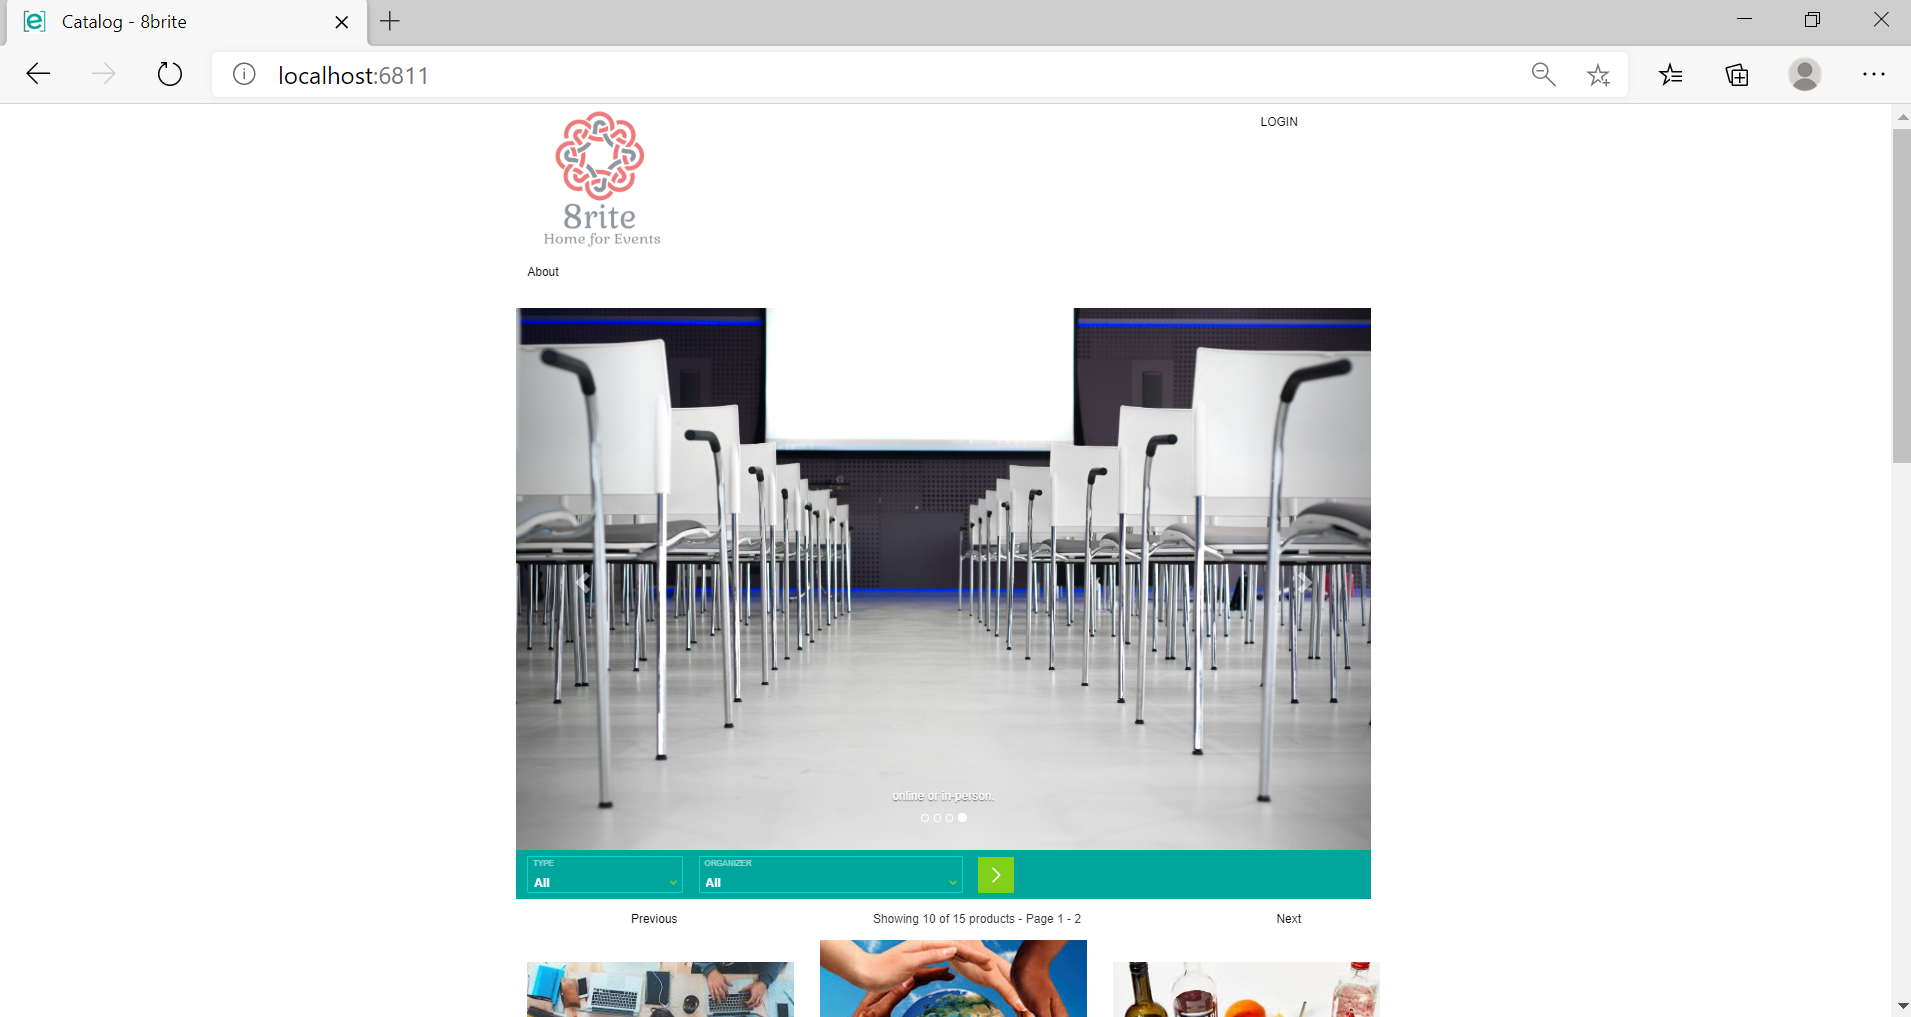 Catalog - 8brite
localhost:6811
LOGIN
8rite
Home for Events
About
online or in-person.
TYPE
All
ORGANIZER
All
Previous
Showing 10 of 15 products - Page 1 - 2
Next